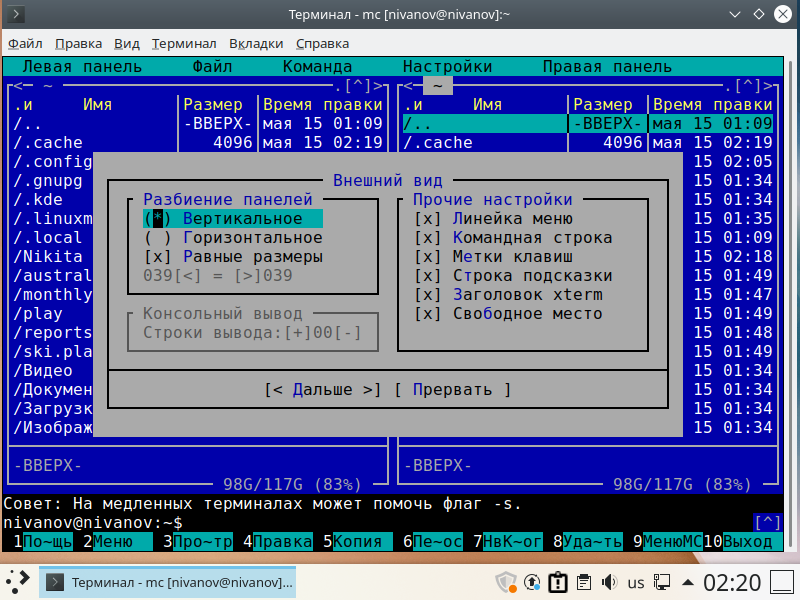 Терминал - mc [nivanov@nivanov]:~
Файл Правка Вид Терминал Вкладки Справка
Левая панель Файл Команда Настройки Правая панель
<─ ~ .[^]> <─ ~ .[^]>
.и Имя Размер Время правки .и Имя Размер Время правки
/.. -ВВЕРХ- мая 15 01:09 /.. -ВВЕРХ- мая 15 01:09
/.cache 4096 мая 15 02:19 /.cache 4096 мая 15 02:19
/.config 15 02:05
/.gnupg Внешний вид 15 01:34
/.kde Разбиение панелей Прочие настройки 15 01:34
/.linuxm (*) Вертикальное [x] Линейка меню 15 01:35
/.local ( ) Горизонтальное [x] Командная строка 15 01:09
/Nikita [x] Равные размеры [x] Метки клавиш 15 02:18
/austral 039[<] = [>]039 [x] Строка подсказки 15 01:34
/monthly [x] Заголовок xterm 15 01:47
/play Консольный вывод [x] Свободное место 15 01:49
/reports Строки вывода:[+]00[-] 15 01:48
/ski.pla 15 01:49
/Видео 15 01:34
/Докумен [< Дальше >] [ Прервать ] 15 01:34
/Загрузк 15 01:34
/Изображ 15 01:34
-ВВЕРХ- -ВВЕРХ-
98G/117G (83%) 98G/117G (83%)
Совет: На медленных терминалах может помочь флаг -s.
nivanov@nivanov:~$ [^]
1По~щь 2Меню 3Про~тр 4Правка 5Копия 6Пе~ос 7НвК~ог 8Уда~ть 9МенюМС10Выход
Терминал - mc [nivanov@nivanov]... us 02:20